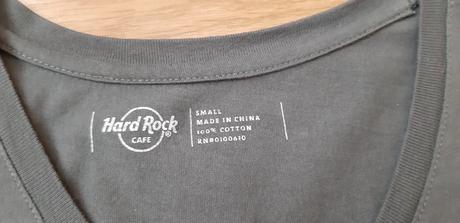 Hard Rock®
CAFE
SMALL
MADE IN CHINA
100% COTTON
RN#0100610